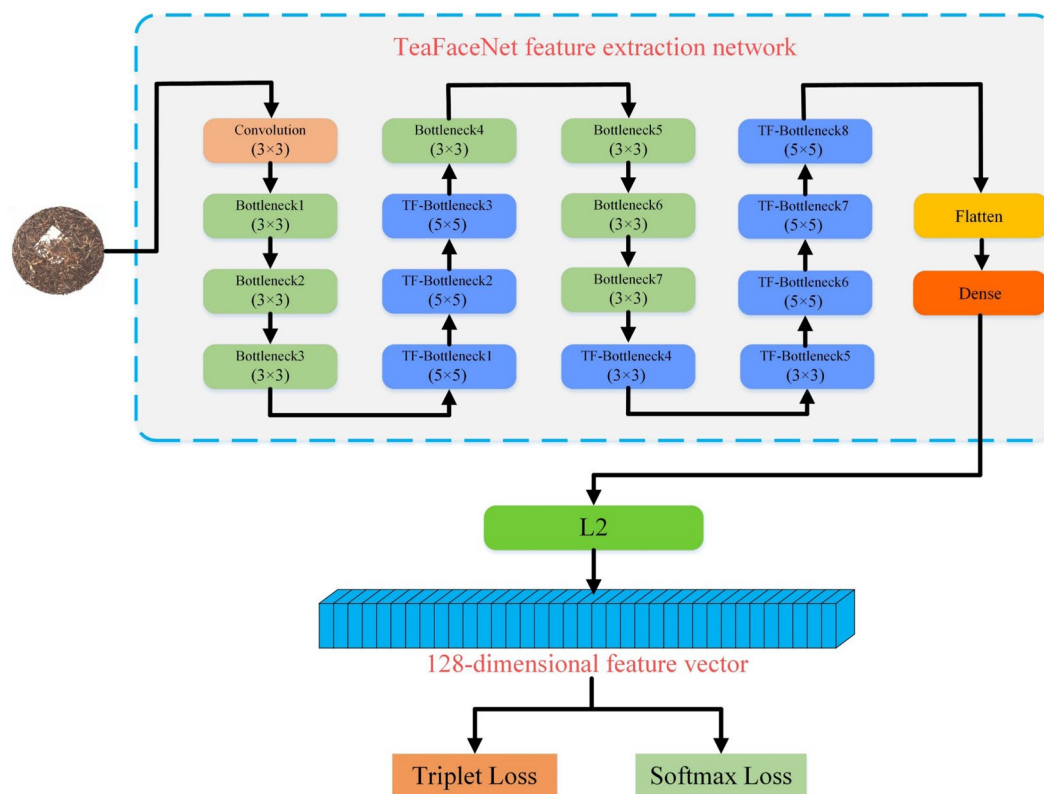 TeaFaceNet feature extraction network
Convolution
(3×3)
Bottleneck1
(3×3)
Bottleneck2
(3×3)
Bottleneck3
(3×3)
TF-Bottleneck1
(5×5)
TF-Bottleneck2
(5×5)
TF-Bottleneck3
(5×5)
Bottleneck4
(3×3)
Bottleneck5
(3×3)
Bottleneck6
(3×3)
Bottleneck7
(3×3)
TF-Bottleneck4
(3×3)
TF-Bottleneck5
(3×3)
TF-Bottleneck6
(5×5)
TF-Bottleneck7
(5×5)
TF-Bottleneck8
(5×5)
Flatten
Dense
L2
128-dimensional feature vector
Triplet Loss
Softmax Loss